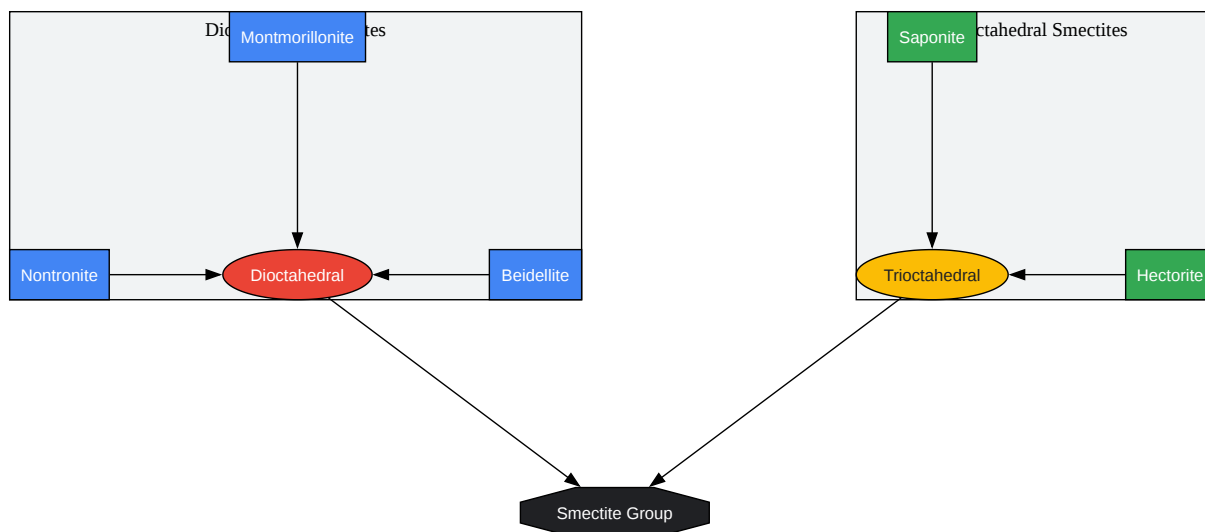 Montmorillonite
Saponite
Smectites
Nontronite
Dioctahedral
Beidellite
Trioctahedral
Hectorite
Smectite Group